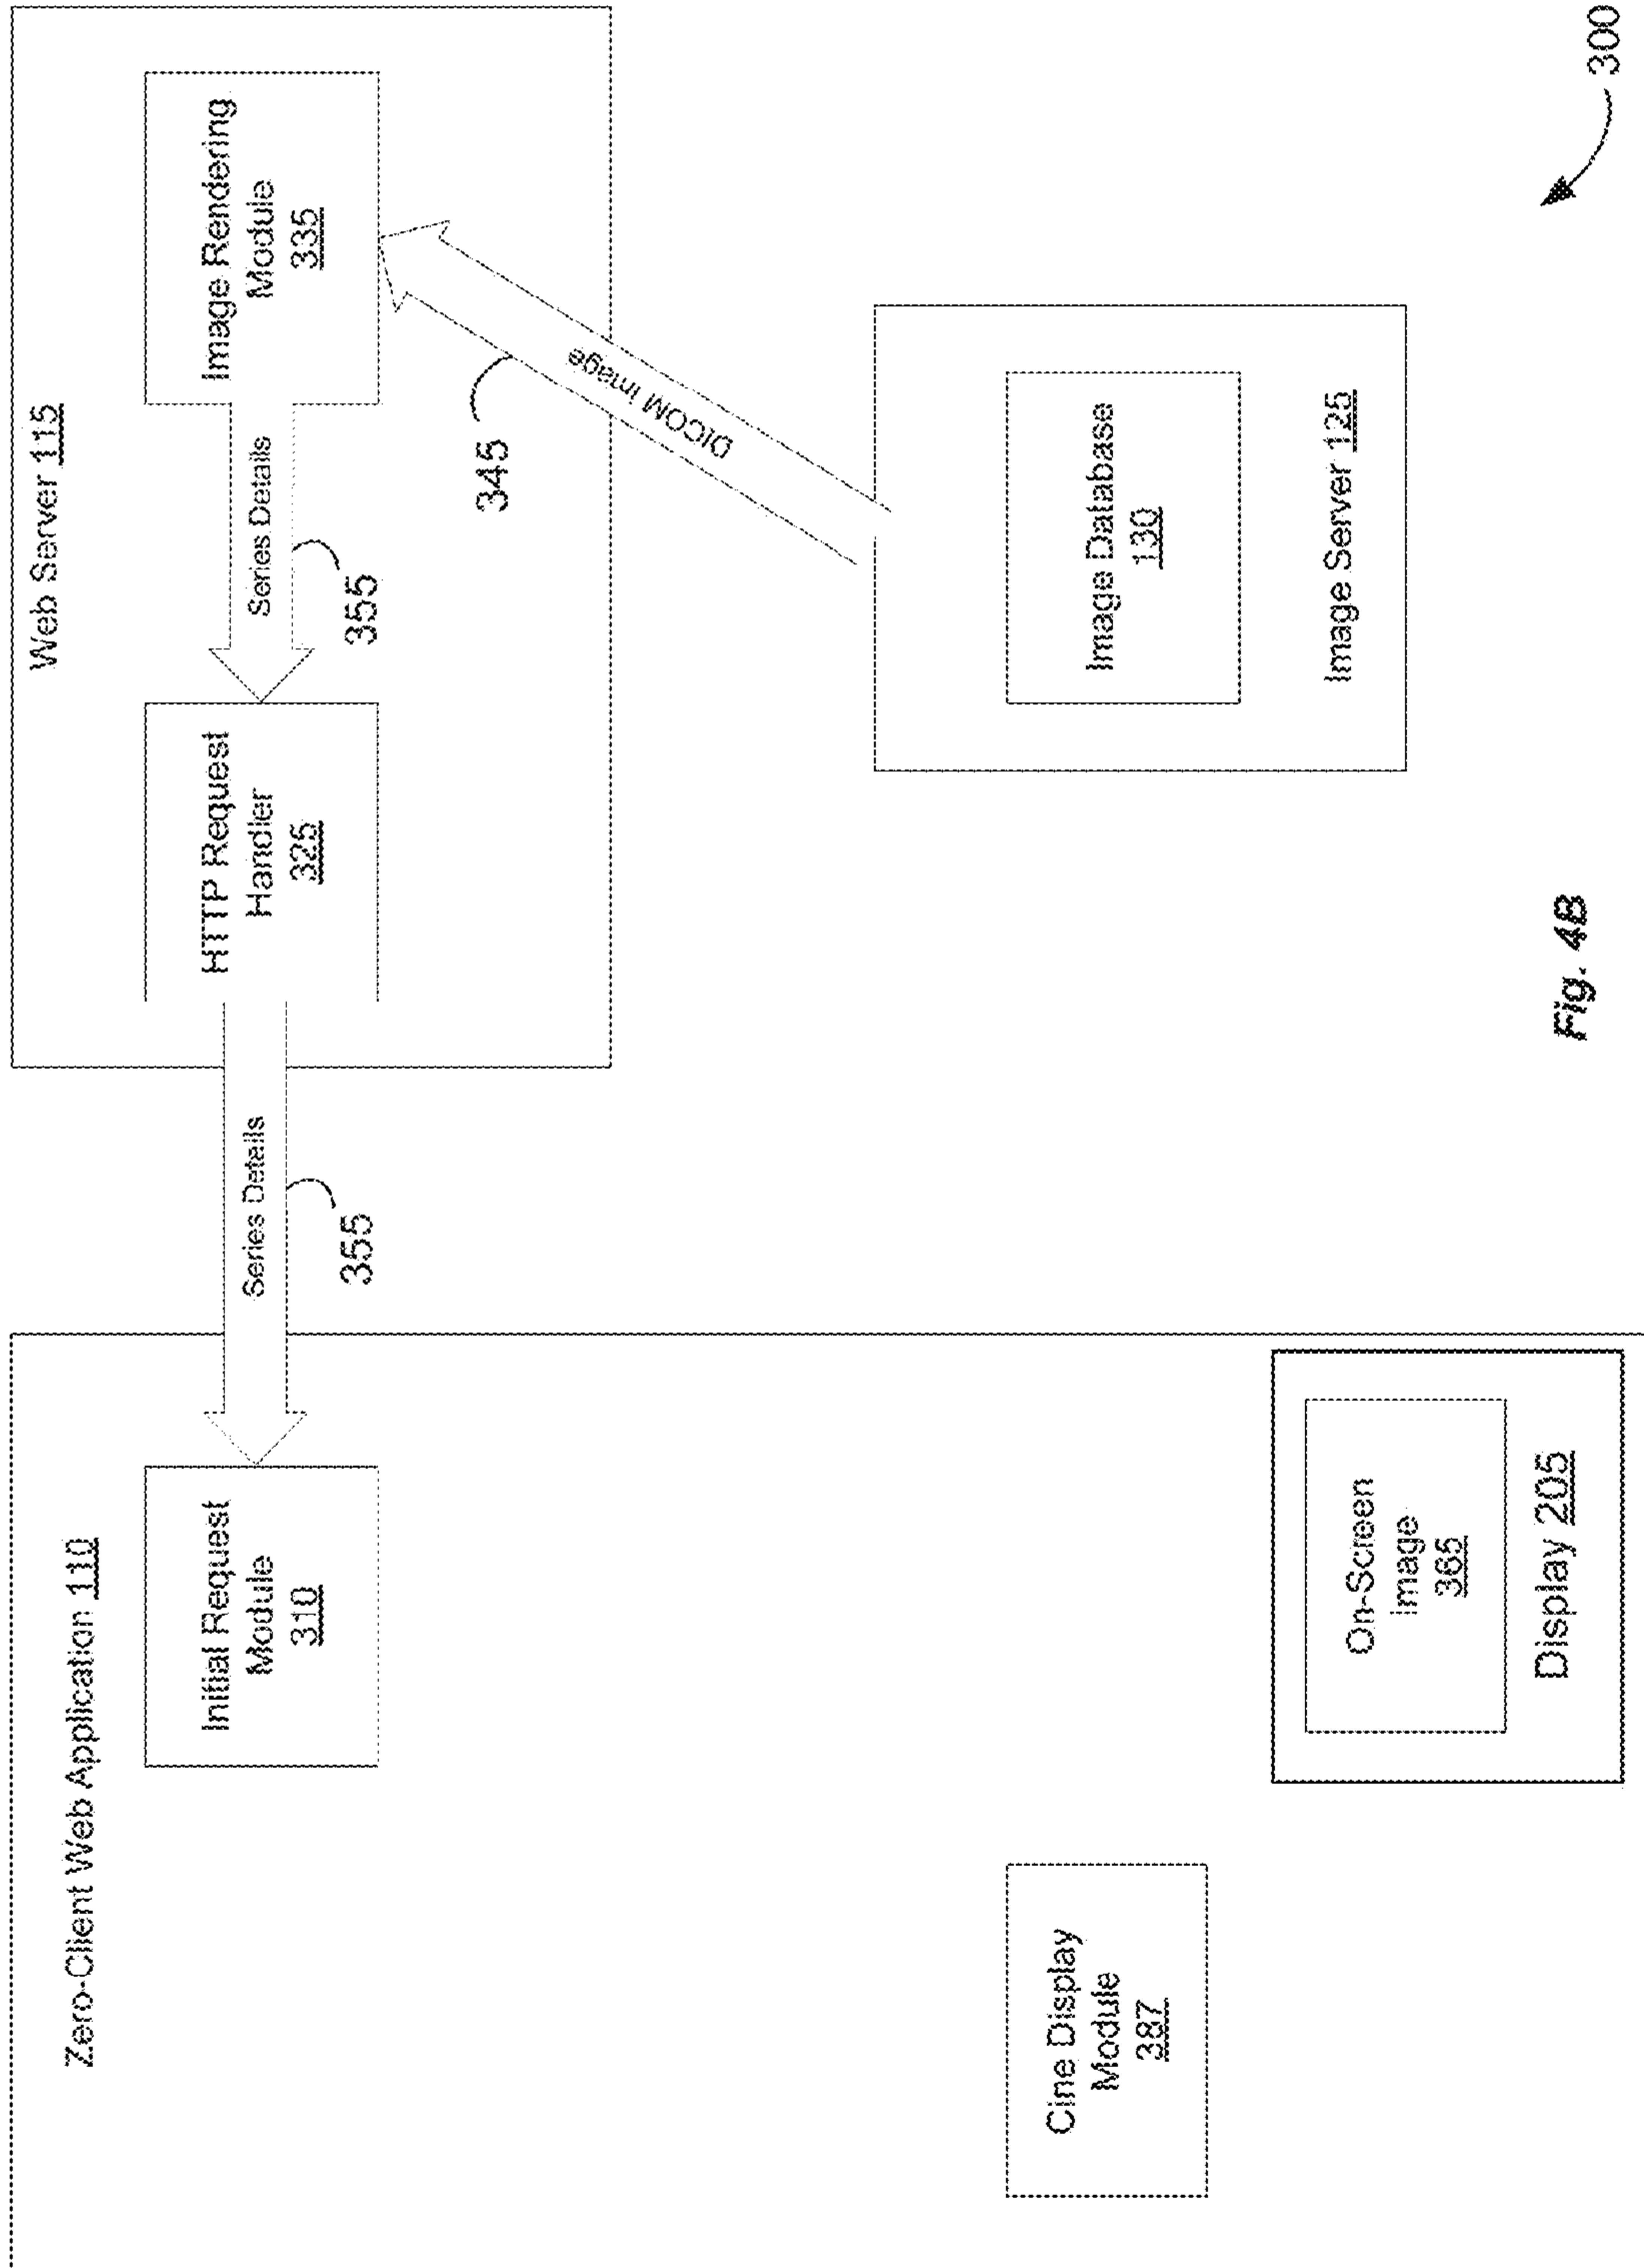 Zero-Client Web Application 110
Initial Request
Module
310
Series Details
355
Web Server 115
HTTP Request
Handler
325
Series Details
355
Image Rendering
Module
335
345
DICOM image
Cine Display
Module
387
On-Screen
Image
365
Display 205
Image Database
130
Image Server 125
Fig. 4B
300